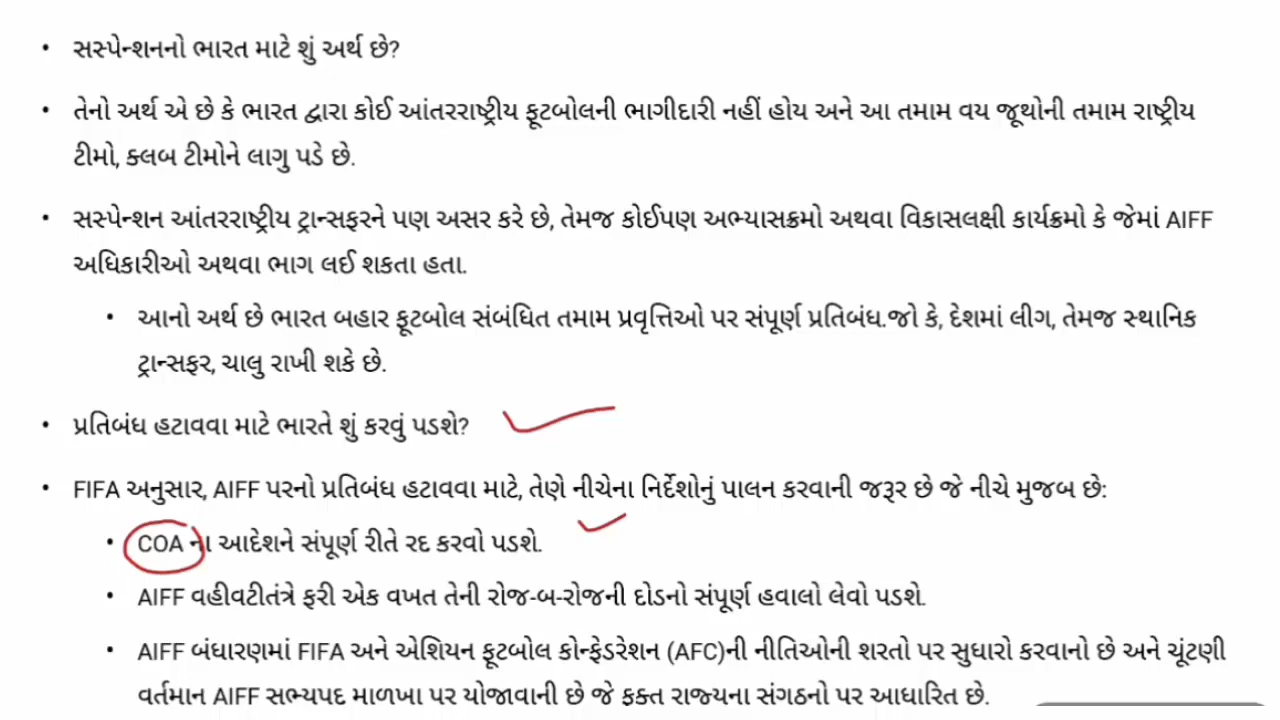 • સસ્પેન્શનનો ભારત માટે શું અર્થ છે?
• તેનો અર્થ એ છે કે ભારત દ્વારા કોઈ આંતરરાષ્ટ્રીય ફૂટબોલની ભાગીદારી નહીં હોય અને આ તમામ વય જૂથોની તમામ રાષ્ટ્રીય
ટીમો, ક્લબ ટીમોને લાગુ પડે છે.
• સસ્પેન્શન આંતરરાષ્ટ્રીય ટ્રાન્સફરને પણ અસર કરે છે, તેમજ કોઈપણ અભ્યાસક્રમો અથવા વિકાસલક્ષી કાર્યક્રમો કે જેમાં AIFF
અધિકારીઓ અથવા ભાગ લઈ શકતા હતા.
• આનો અર્થ છે ભારત બહાર ફૂટબોલ સંબંધિત તમામ પ્રવૃત્તિઓ પર સંપૂર્ણ પ્રતિબંધ.જો કે, દેશમાં લીગ, તેમજ સ્થાનિક
ટ્રાન્સફર, ચાલુ રાખી શકે છે.
• પ્રતિબંધ હટાવવા માટે ભારતે શું કરવું પડશે?
• FIFA અનુસાર, AIFF પરનો પ્રતિબંધ હટાવવા માટે, તેણે નીચેના નિર્દેશોનું પાલન કરવાની જરૂર છે જે નીચે મુજબ છે:
• COA ના આદેશને સંપૂર્ણ રીતે રદ કરવો પડશે.
• AIFF વહીવટીતંત્રે ફરી એક વખત તેની રોજ-બ-રોજની દોડનો સંપૂર્ણ હવાલો લેવો પડશે.
• AIFF બંધારણમાં FIFA અને એશિયન ફૂટબોલ કોન્ફેડરેશન (AFC)ની નીતિઓની શરતો પર સુધારો કરવાનો છે અને ચૂંટણી
વર્તમાન AIFF સભ્યપદ માળખા પર યોજાવાની છે જે ફક્ત રાજ્યના સંગઠનો પર આધારિત છે.